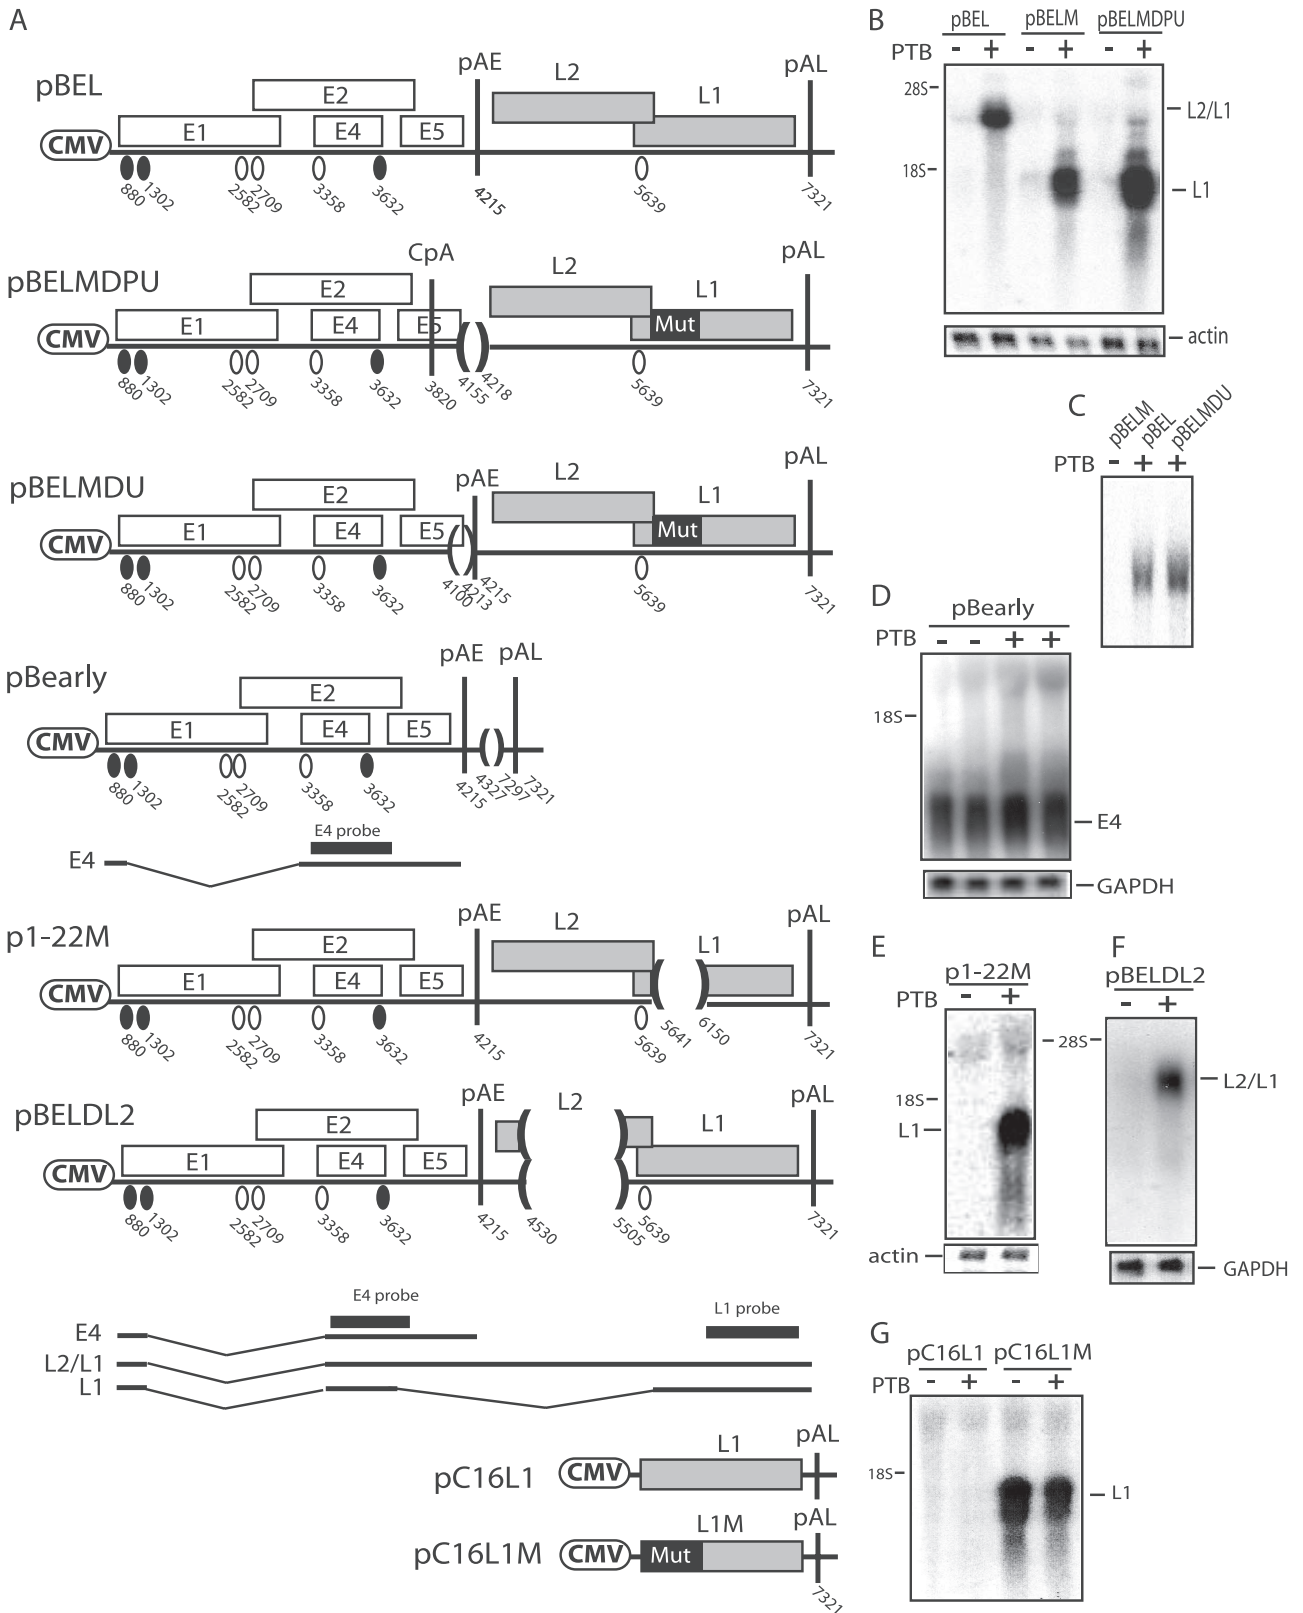 A
pBEL
CMV
E1
E2
E4
E5
pAE
L2
L1
pAL
880
1302
2582
2709
3358
3632
4215
5639
7321
pBELMDPU
CMV
E1
E2
E4
E5
CpA
L2
L1
Mut
pAL
880
1302
2582
2709
3358
3632
3820
4155
4218
5639
7321
pBELMDU
CMV
E1
E2
E4
E5
pAE
L2
L1
Mut
pAL
880
1302
2582
2709
3358
3632
4100
4213
4215
5639
7321
pBearly
CMV
E1
E2
E4
E5
pAE
pAL
880
1302
2582
2709
3358
3632
4215
4327
7297
7321
E4 probe
E4
p1-22M
CMV
E1
E2
E4
E5
pAE
L2
L1
pAL
880
1302
2582
2709
3358
3632
4215
5639
5641
6150
7321
pBELDL2
CMV
E1
E2
E4
E5
pAE
L2
L1
pAL
880
1302
2582
2709
3358
3632
4215
4530
5505
5639
7321
E4 probe
L1 probe
E4
L2/L1
L1
pC16L1
CMV
L1
pAL
pC16L1M
CMV
Mut
L1M
pAL
7321
B
pBEL pBELM pBELMDPU
PTB - + - + - +
28S
18S
L2/L1
L1
actin
C
pBELM
pBEL
pBELMDU
PTB - + +
D
pBearly
PTB - - + +
18S
E4
GAPDH
E
p1-22M
PTB - +
28S
18S
L1
actin
F
pBELDL2
- +
L2/L1
GAPDH
G
pC16L1 pC16L1M
PTB - + - +
18S
L1